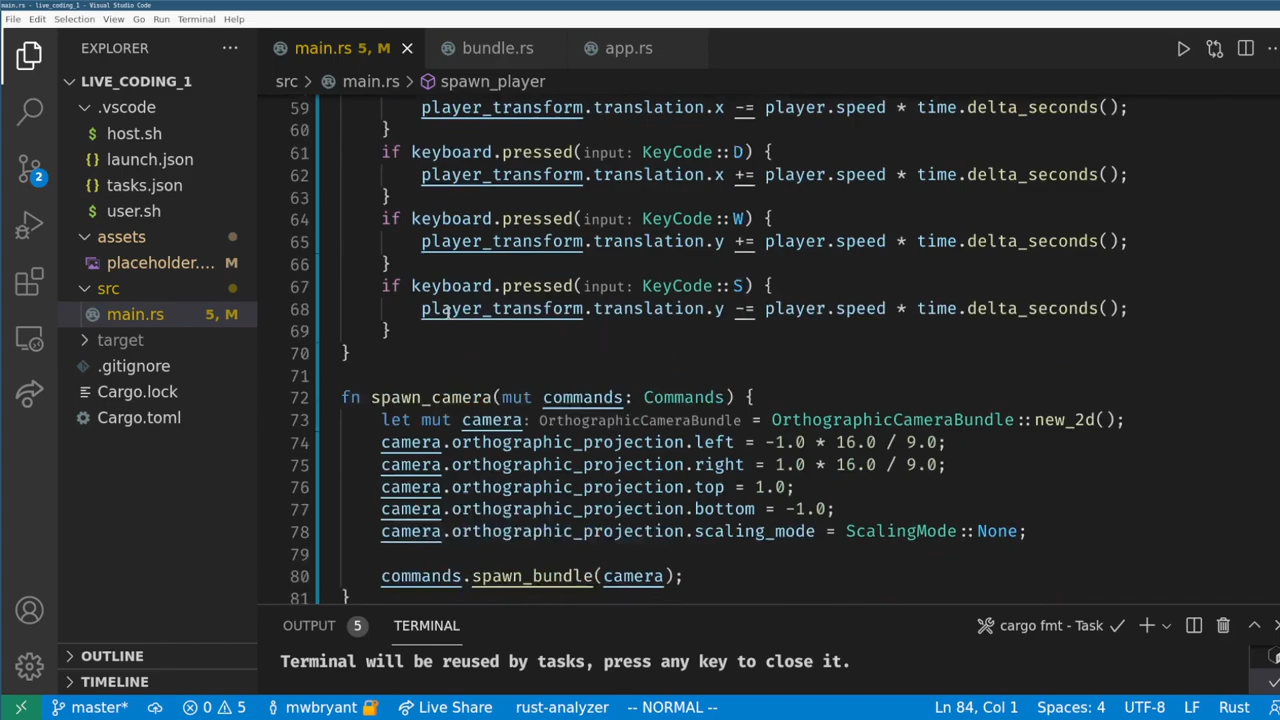 main.rs - live_coding_1 - Visual Studio Code
File Edit Selection View Go Run Terminal Help
EXPLORER
LIVE_CODING_1
.vscode
$ host.sh
{} launch.json
{} tasks.json
$ user.sh
assets
placeholder.... M
src
main.rs 5, M
target
.gitignore
Cargo.lock
Cargo.toml
OUTLINE
TIMELINE
2
main.rs 5, M
bundle.rs
app.rs
src > main.rs > spawn_player
59 player_transform.translation.x -= player.speed * time.delta_seconds();
60 }
61 if keyboard.pressed(input: KeyCode::D) {
62 player_transform.translation.x += player.speed * time.delta_seconds();
63 }
64 if keyboard.pressed(input: KeyCode::W) {
65 player_transform.translation.y += player.speed * time.delta_seconds();
66 }
67 if keyboard.pressed(input: KeyCode::S) {
68 player_transform.translation.y -= player.speed * time.delta_seconds();
69 }
70 }
71
72 fn spawn_camera(mut commands: Commands) {
73 let mut camera: OrthographicCameraBundle = OrthographicCameraBundle::new_2d();
74 camera.orthographic_projection.left = -1.0 * 16.0 / 9.0;
75 camera.orthographic_projection.right = 1.0 * 16.0 / 9.0;
76 camera.orthographic_projection.top = 1.0;
77 camera.orthographic_projection.bottom = -1.0;
78 camera.orthographic_projection.scaling_mode = ScalingMode::None;
79
80 commands.spawn_bundle(camera);
81 }
OUTPUT 5 TERMINAL cargo fmt - Task
Terminal will be reused by tasks, press any key to close it.
master* 0 5 mwbryant Live Share rust-analyzer -- NORMAL -- Ln 84, Col 1 Spaces: 4 UTF-8 LF Rust